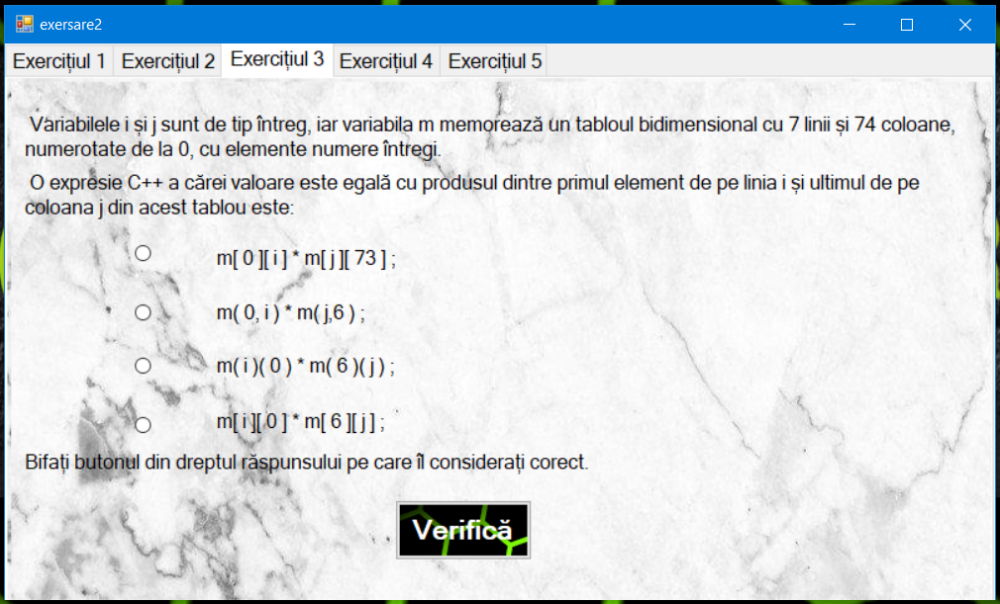 exersare2
Exercițiul 1 Exercițiul 2 Exercițiul 3 Exercițiul 4 Exercițiul 5
Variabilele i și j sunt de tip întreg, iar variabila m memorează un tabloul bidimensional cu 7 linii și 74 coloane,
numerotate de la 0, cu elemente numere întregi.
O expresie C++ a cărei valoare este egală cu produsul dintre primul element de pe linia i și ultimul de pe
coloana j din acest tablou este:
m[ 0 ][ i ] * m[ j ][ 73 ] ;
m( 0, i ) * m( j,6 ) ;
m( i )( 0 ) * m( 6 )( j ) ;
m[ i ][ 0 ] * m[ 6 ][ j ] ;
Bifați butonul din dreptul răspunsului pe care îl considerați corect.
Verifică